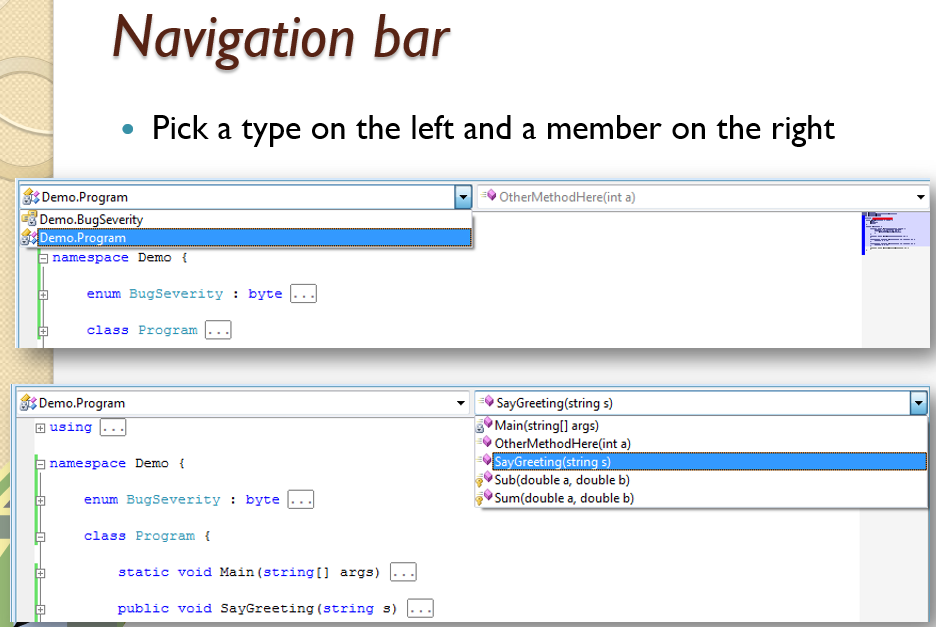 Navigation bar
• Pick a type on the left and a member on the right
Demo.Program
OtherMethodHere(int a)
Demo.BugSeverity
Demo.Program
namespace Demo {
enum BugSeverity : byte ...
class Program ...
Demo.Program
SayGreeting(string s)
Main(string[] args)
OtherMethodHere(int a)
SayGreeting(string s)
Sub(double a, double b)
Sum(double a, double b)
using ...
namespace Demo {
enum BugSeverity : byte ...
class Program {
static void Main(string[] args) ...
public void SayGreeting(string s) ...